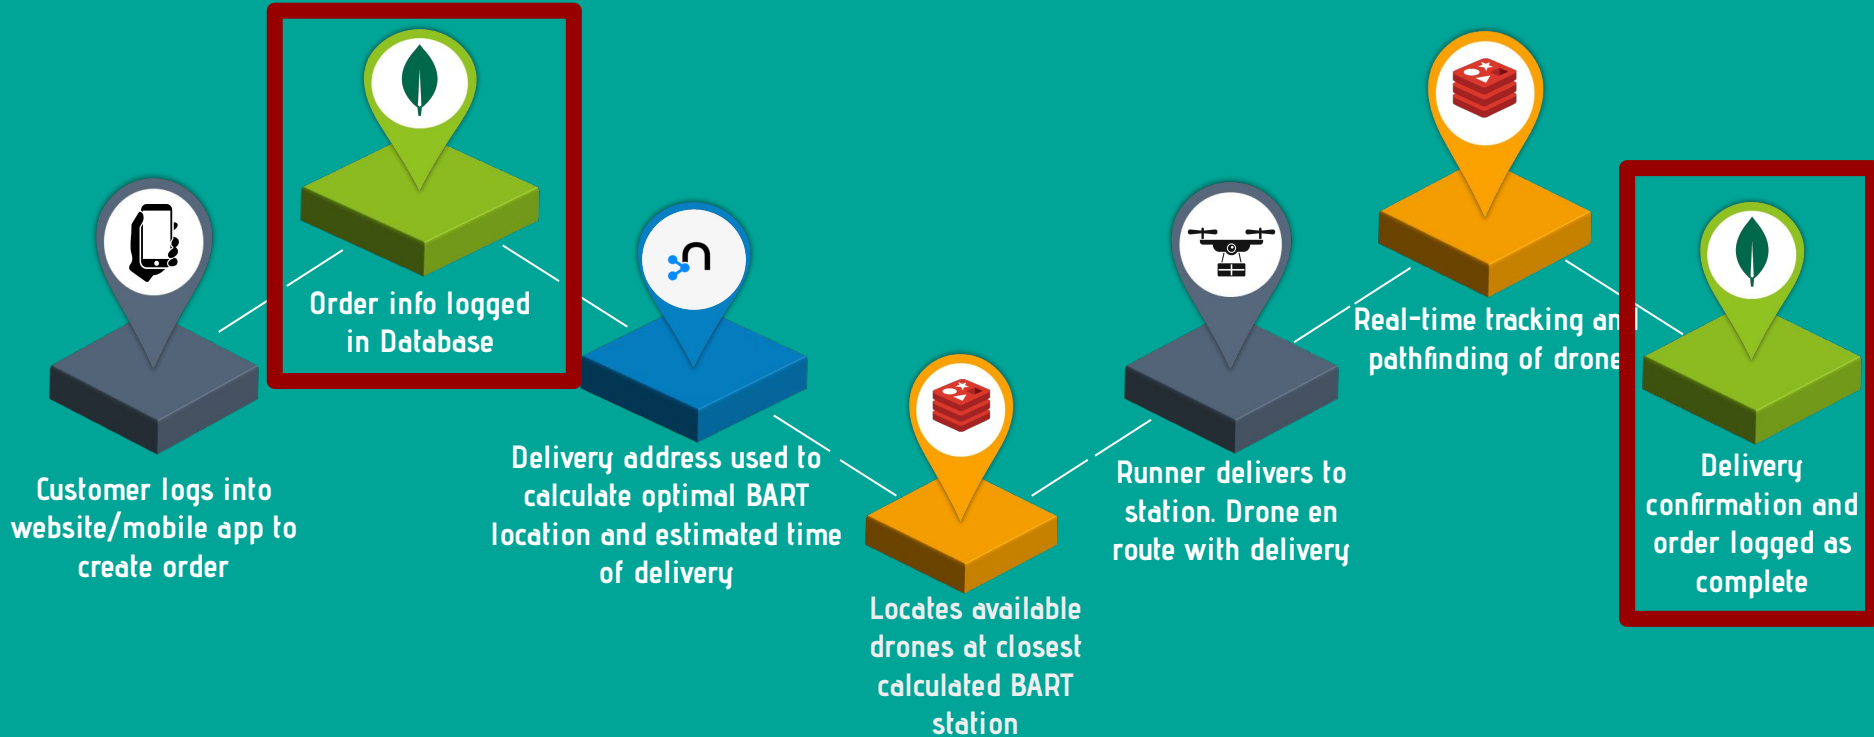 Customer logs into
website/mobile app to
create order
Order info logged
in Database
Delivery address used to
calculate optimal BART
location and estimated time
of delivery
Locates available
drones at closest
calculated BART
station
Runner delivers to
station. Drone en
route with delivery
Real-time tracking and
pathfinding of drone
Delivery
confirmation and
order logged as
complete